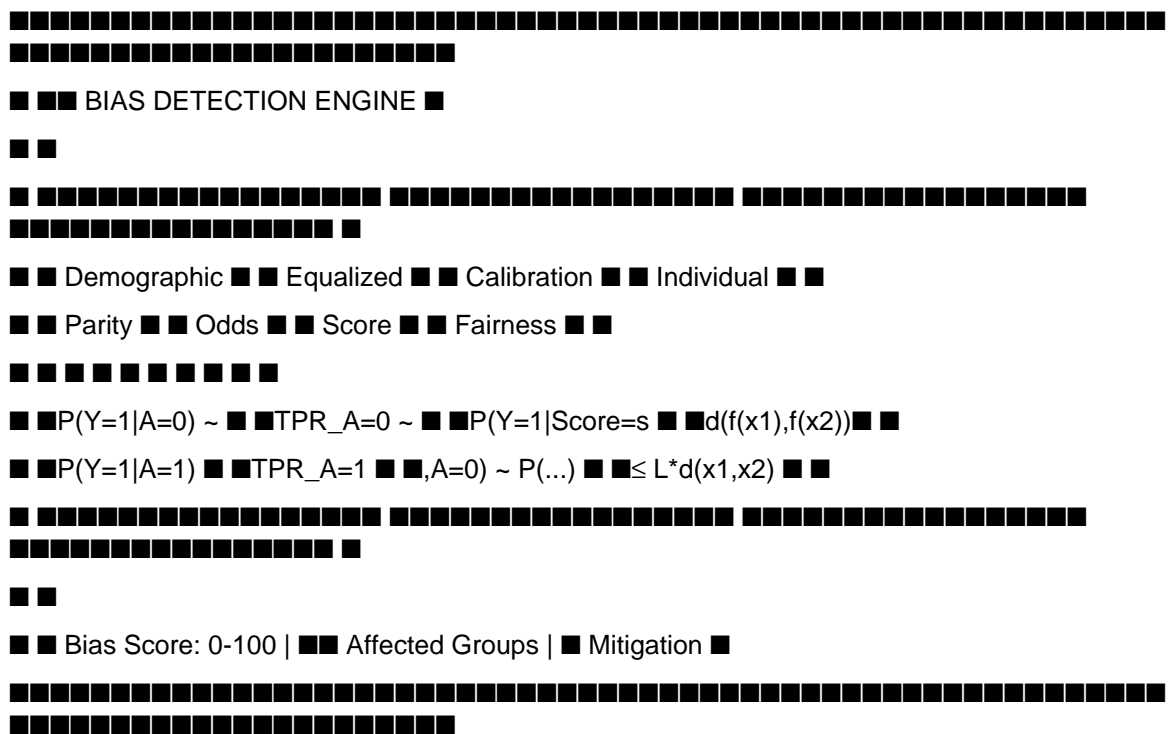 ■■■■■■■■■■■■■■■■■■■■■■■■■■■■■■■■■■■■■■■■■■■■■■■■■■■■■■■■■
■■■■■■■■■■■■■■■■■■■■■■
■ ■■ BIAS DETECTION ENGINE ■
■ ■
■ ■■■■■■■■■■■■■■■■■ ■■■■■■■■■■■■■■■■■ ■■■■■■■■■■■■■■■■■
■■■■■■■■■■■■■■■■ ■
■ ■ Demographic ■ ■ Equalized ■ ■ Calibration ■ ■ Individual ■ ■
■ ■ Parity ■ ■ Odds ■ ■ Score ■ ■ Fairness ■ ■
■ ■ ■ ■ ■ ■ ■ ■ ■ ■
■ ■P(Y=1|A=0) ~ ■ ■TPR_A=0 ~ ■ ■P(Y=1|Score=s ■ ■d(f(x1),f(x2))■ ■
■ ■P(Y=1|A=1) ■ ■TPR_A=1 ■ ■,A=0) ~ P(...) ■ ■≤ L*d(x1,x2) ■ ■
■ ■■■■■■■■■■■■■■■■■ ■■■■■■■■■■■■■■■■■ ■■■■■■■■■■■■■■■■■
■■■■■■■■■■■■■■■■ ■
■ ■
■ ■ Bias Score: 0-100 | ■■ Affected Groups | ■ Mitigation ■
■■■■■■■■■■■■■■■■■■■■■■■■■■■■■■■■■■■■■■■■■■■■■■■■■■■■■■■■■
■■■■■■■■■■■■■■■■■■■■■■